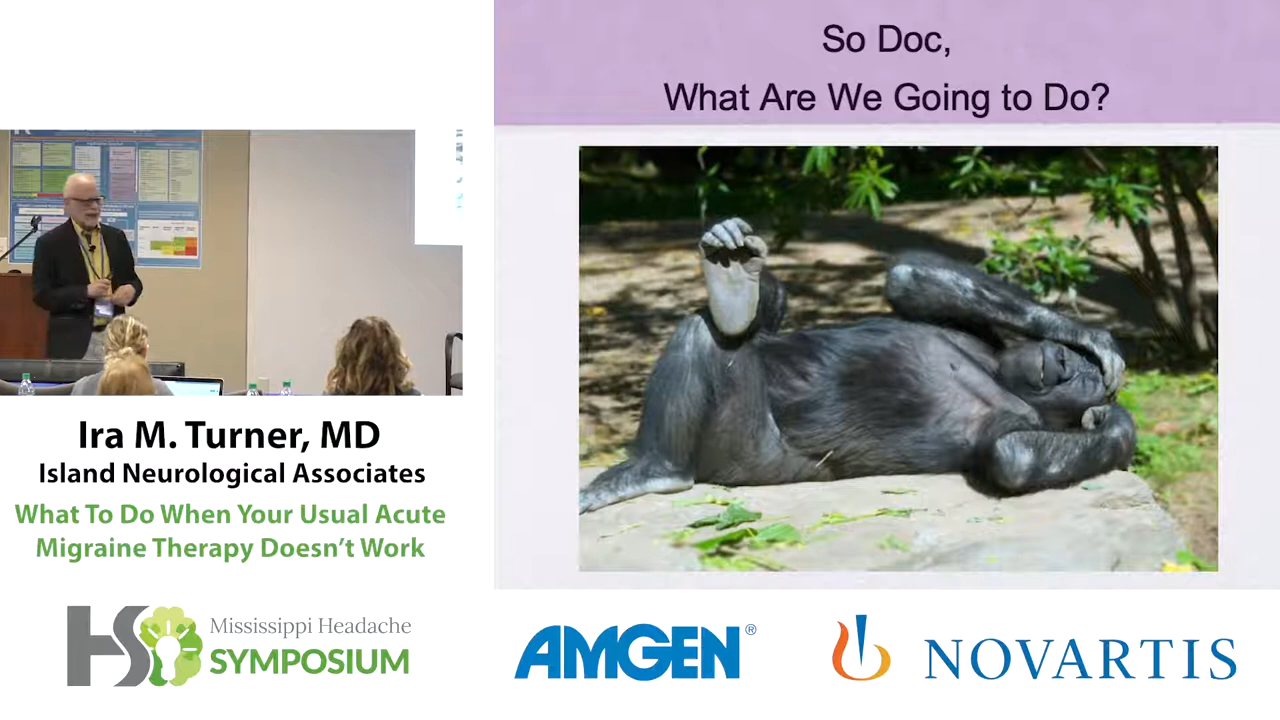 So Doc,
What Are We Going to Do?
Ira M. Turner, MD
Island Neurological Associates
What To Do When Your Usual Acute
Migraine Therapy Doesn’t Work
HS
Mississippi Headache
SYMPOSIUM
AMGEN®
NOVARTIS